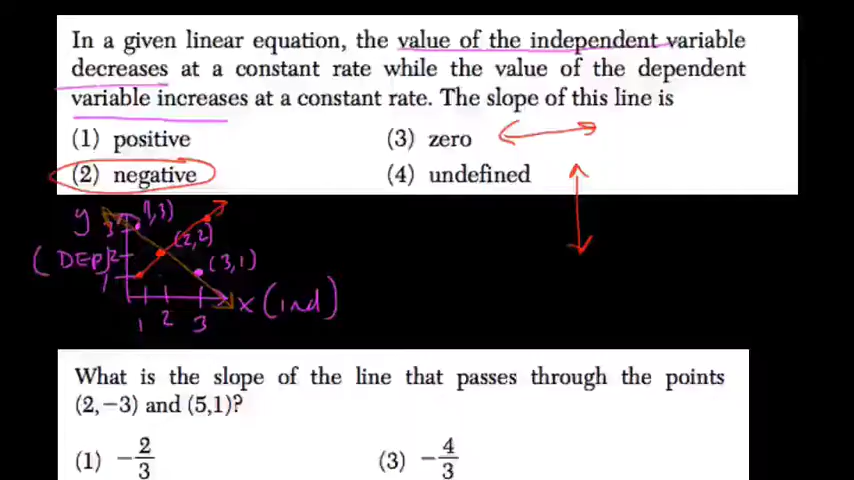 In a given linear equation, the value of the independent variable
decreases at a constant rate while the value of the dependent
variable increases at a constant rate. The slope of this line is
(1) positive (3) zero
(2) negative (4) undefined
y 3 (1,3)
(2,2)
(DEP) 2 (3,1)
1
x (ind)
1 2 3
What is the slope of the line that passes through the points
(2,−3) and (5,1)?
(1) −2/3 (3) −4/3